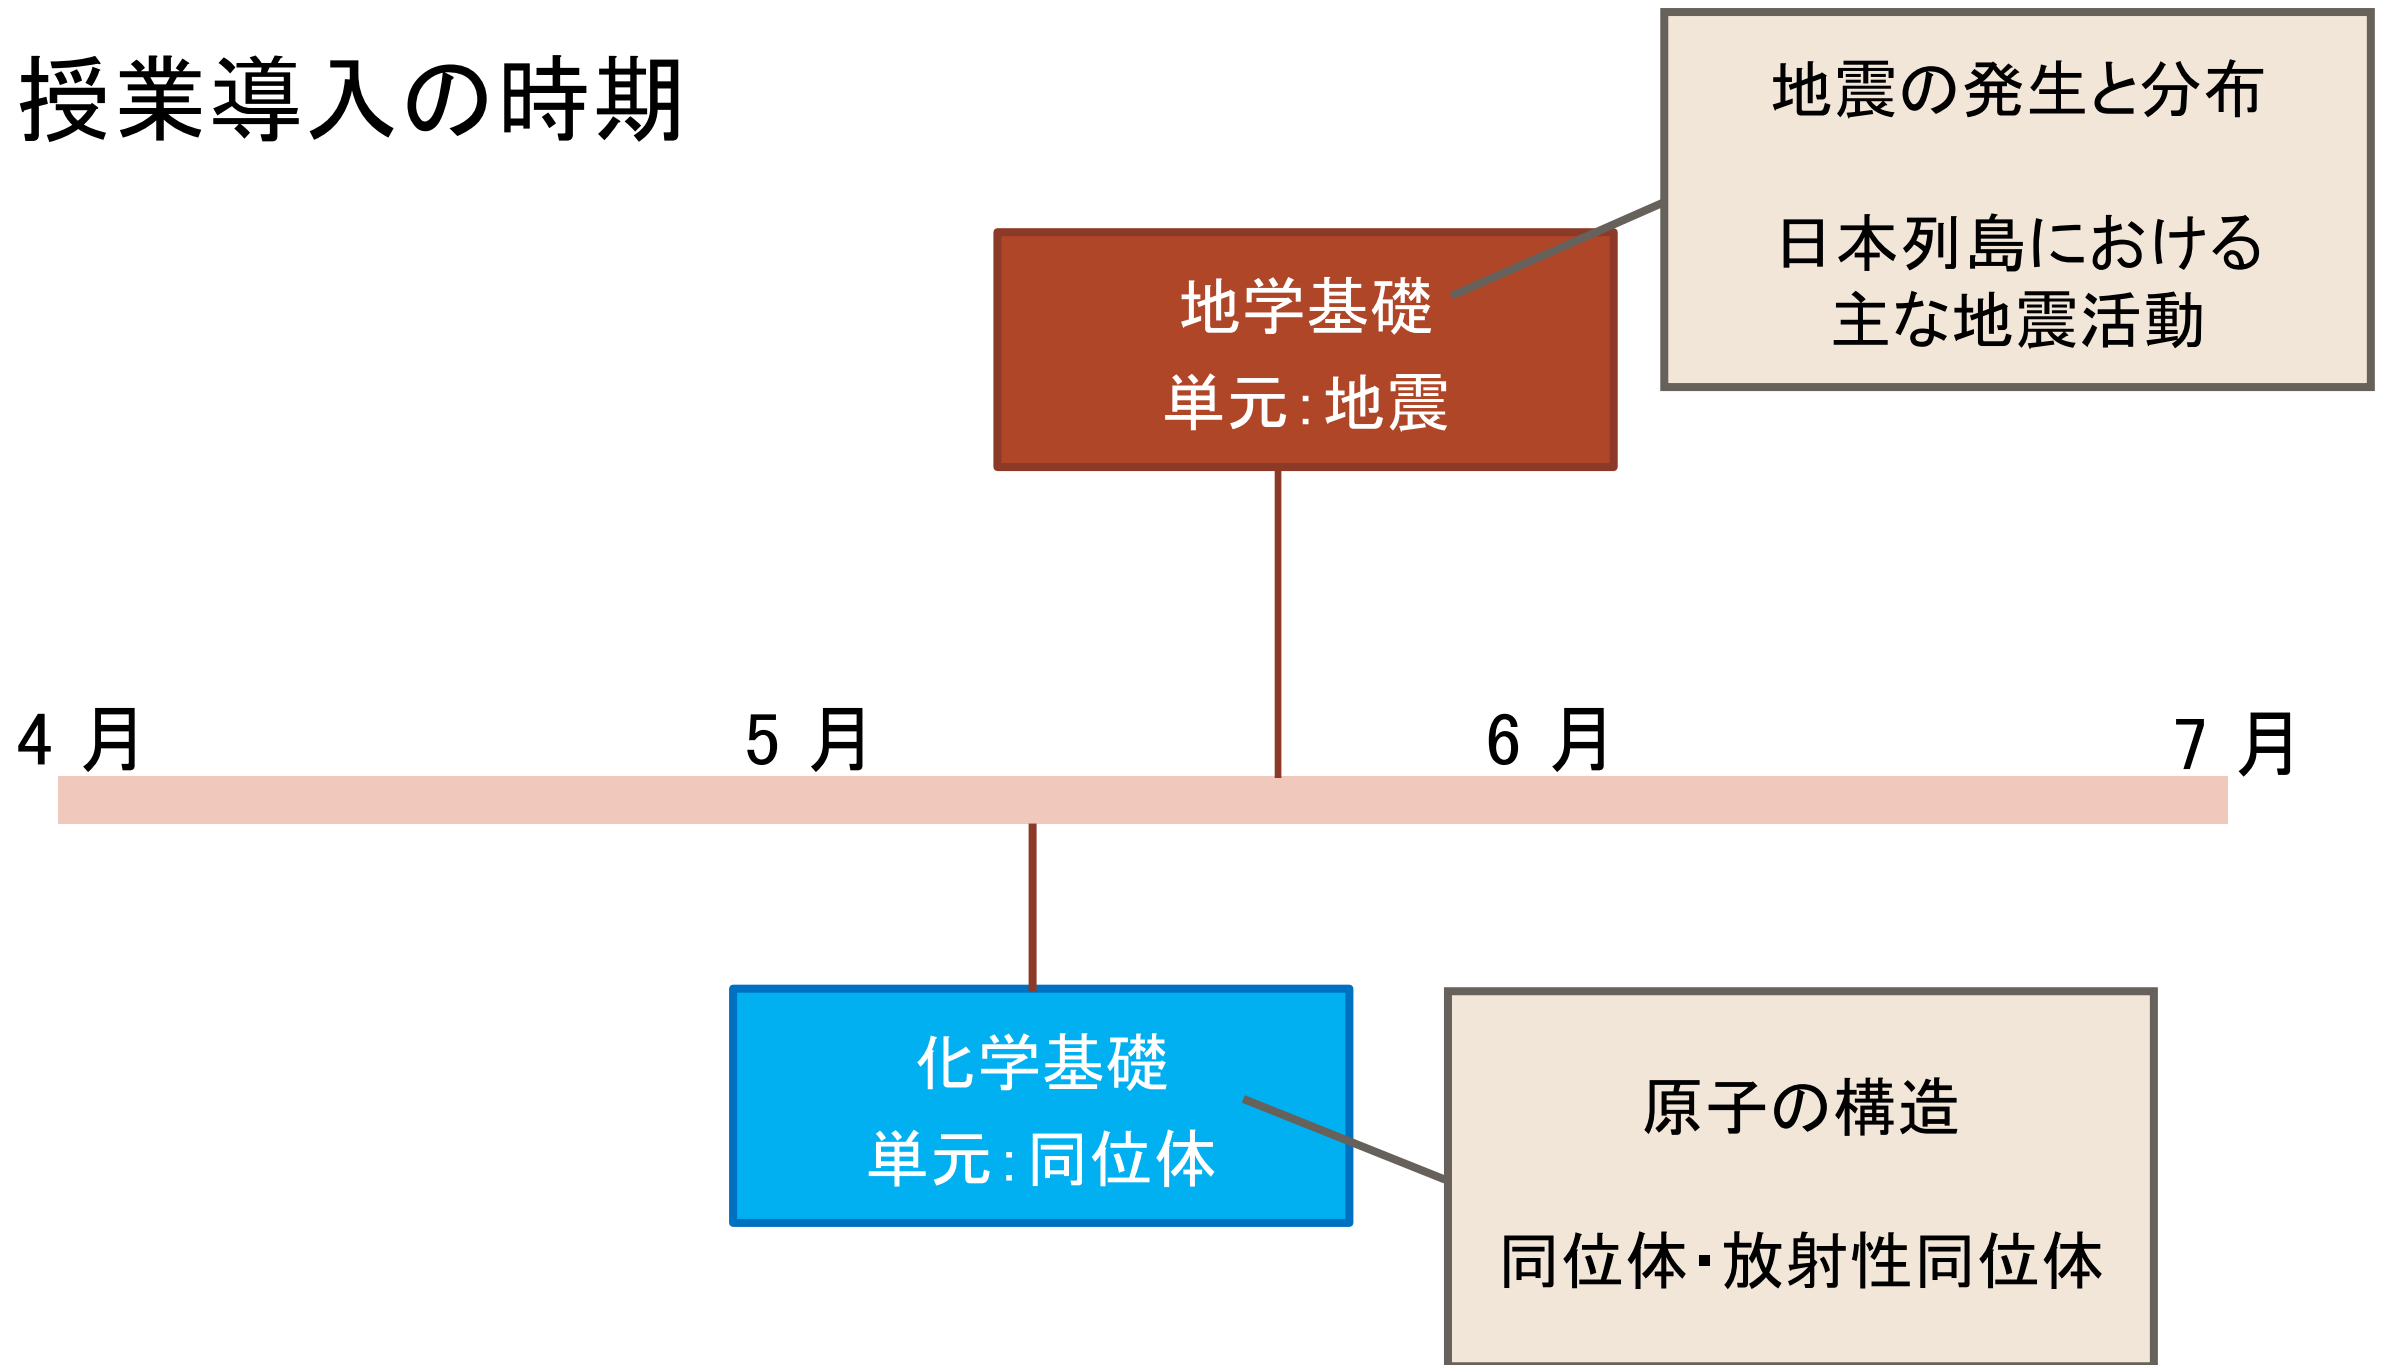 授業導入の時期
地震の発生と分布
日本列島における
主な地震活動
地学基礎
単元：地震
4 月
5 月
6 月
7 月
化学基礎
単元：同位体
原子の構造
同位体・放射性同位体